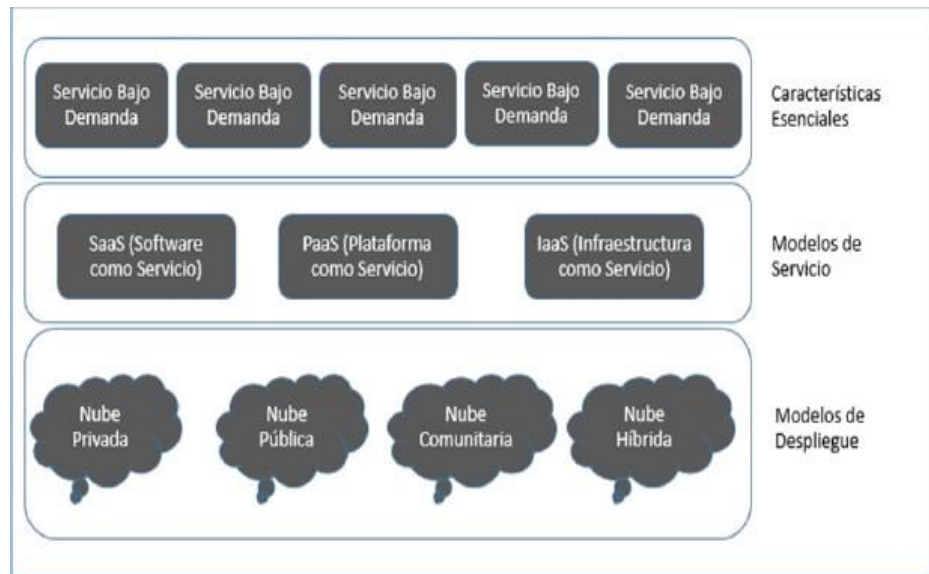 Servicio Bajo
Demanda
Servicio Bajo
Demanda
Servicio Bajo
Demanda
Servicio Bajo
Demanda
Servicio Bajo
Demanda
Características
Esenciales
SaaS (Software
como Servicio)
PaaS (Plataforma
como Servicio)
IaaS (Infraestructura
como Servicio)
Modelos de
Servicio
Nube
Privada
Nube
Pública
Nube
Comunitaria
Nube
Híbrida
Modelos de
Despliegue